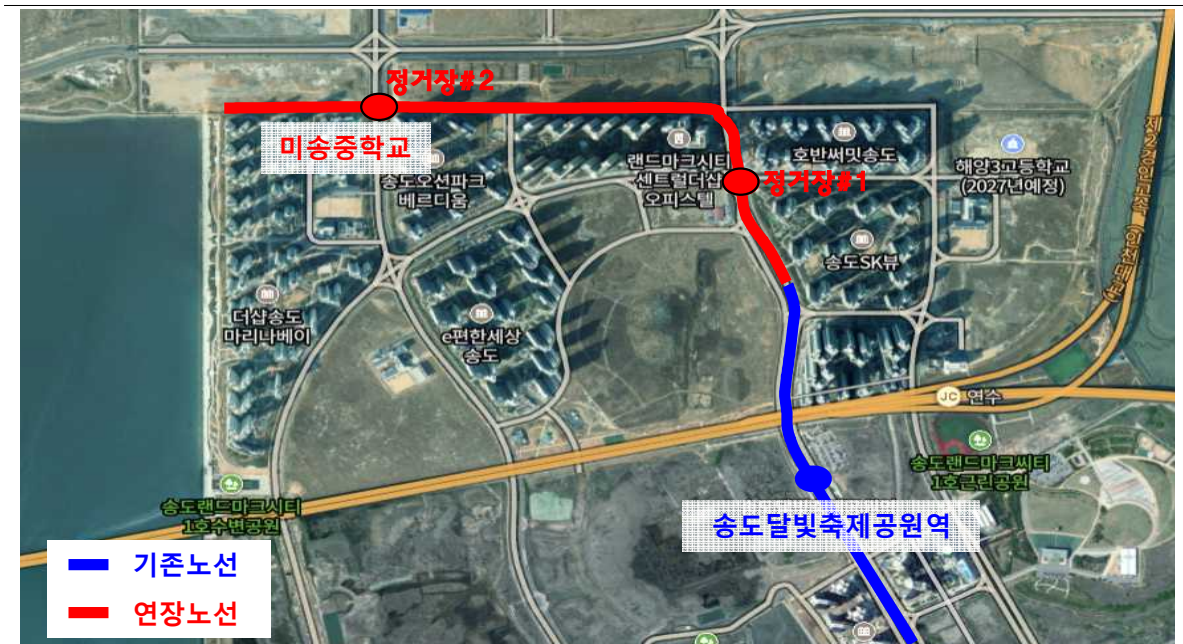 정거장#2
미송중학교
송도오션파크
베르디움
랜드마크시티
센트럴더샵
오피스텔
호반써밋송도
정거장#1
해양3고등학교
(2027년예정)
송도SK뷰
더샵송도
마리나베이
e편한세상
송도
JC 연수
송도랜드마크시티
1호수변공원
송도랜드마크씨티
1호근린공원
송도달빛축제공원역
기존노선
연장노선